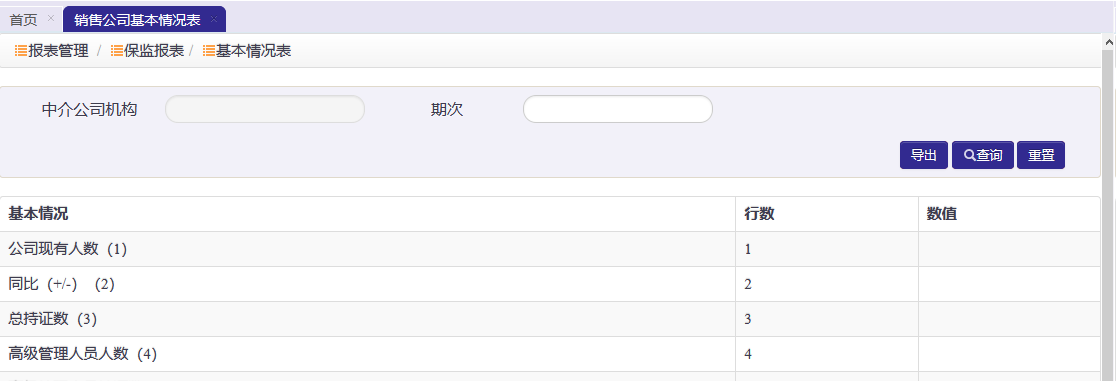 首页 × 销售公司基本情况表 ×
报表管理 / 保监报表 / 基本情况表
中介公司机构 期次
导出 查询 重置
基本情况 行数 数值
公司现有人数（1） 1
同比（+/-）（2） 2
总持证数（3） 3
高级管理人员人数（4） 4